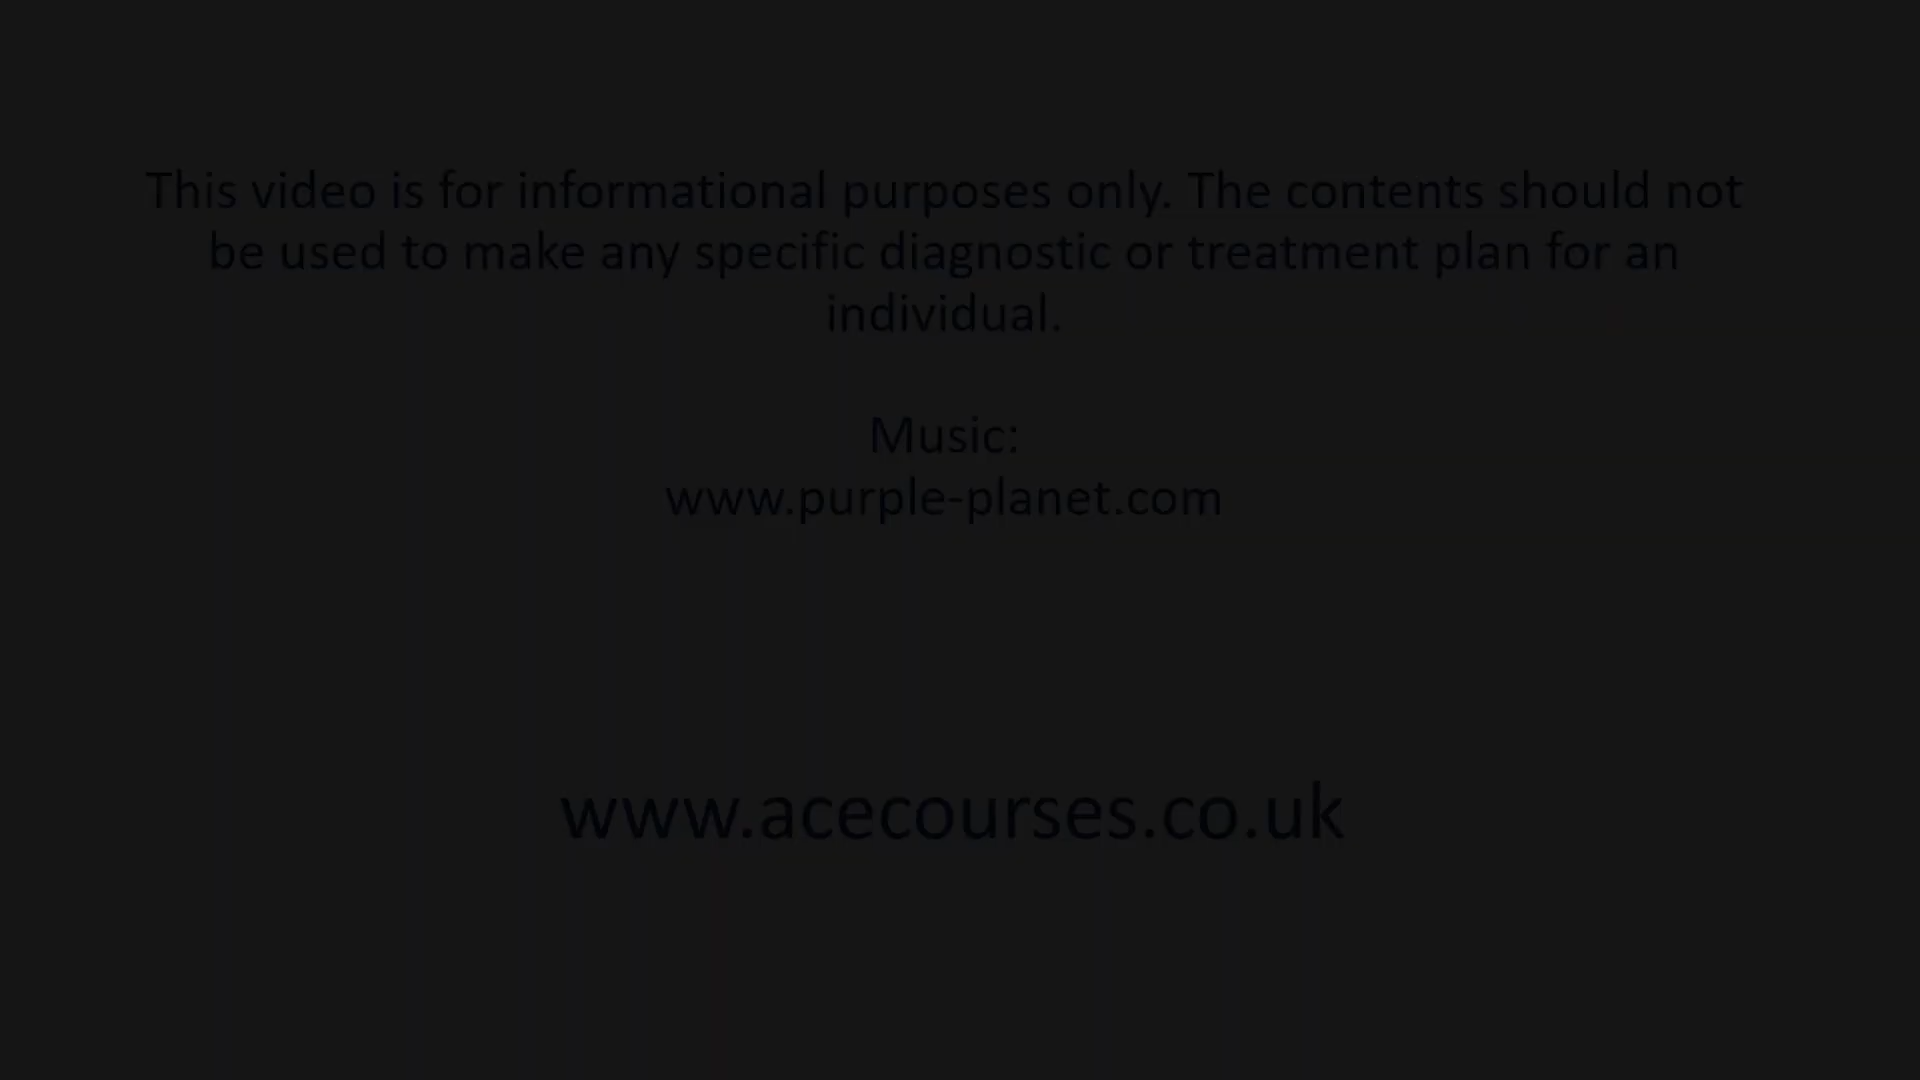 This video is for informational purposes only. The contents should not
be used to make any specific diagnostic or treatment plan for an
individual.
Music:
www.purple-planet.com
www.acecourses.co.uk